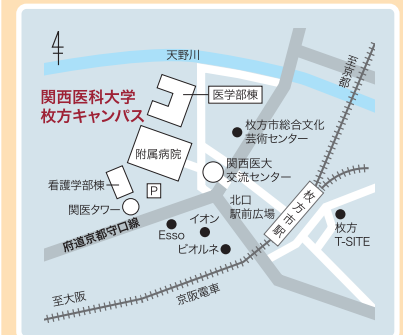 天野川
至京都
関西医科大学
枚方キャンパス
医学部棟
枚方市総合文化
芸術センター
附属病院
関西医大
交流センター
看護学部棟
P
関医タワー
北口
駅前広場
枚方市駅
枚方
T-SITE
府道京都守口線
イオン
Esso
ビオルネ
至大阪
京阪電車